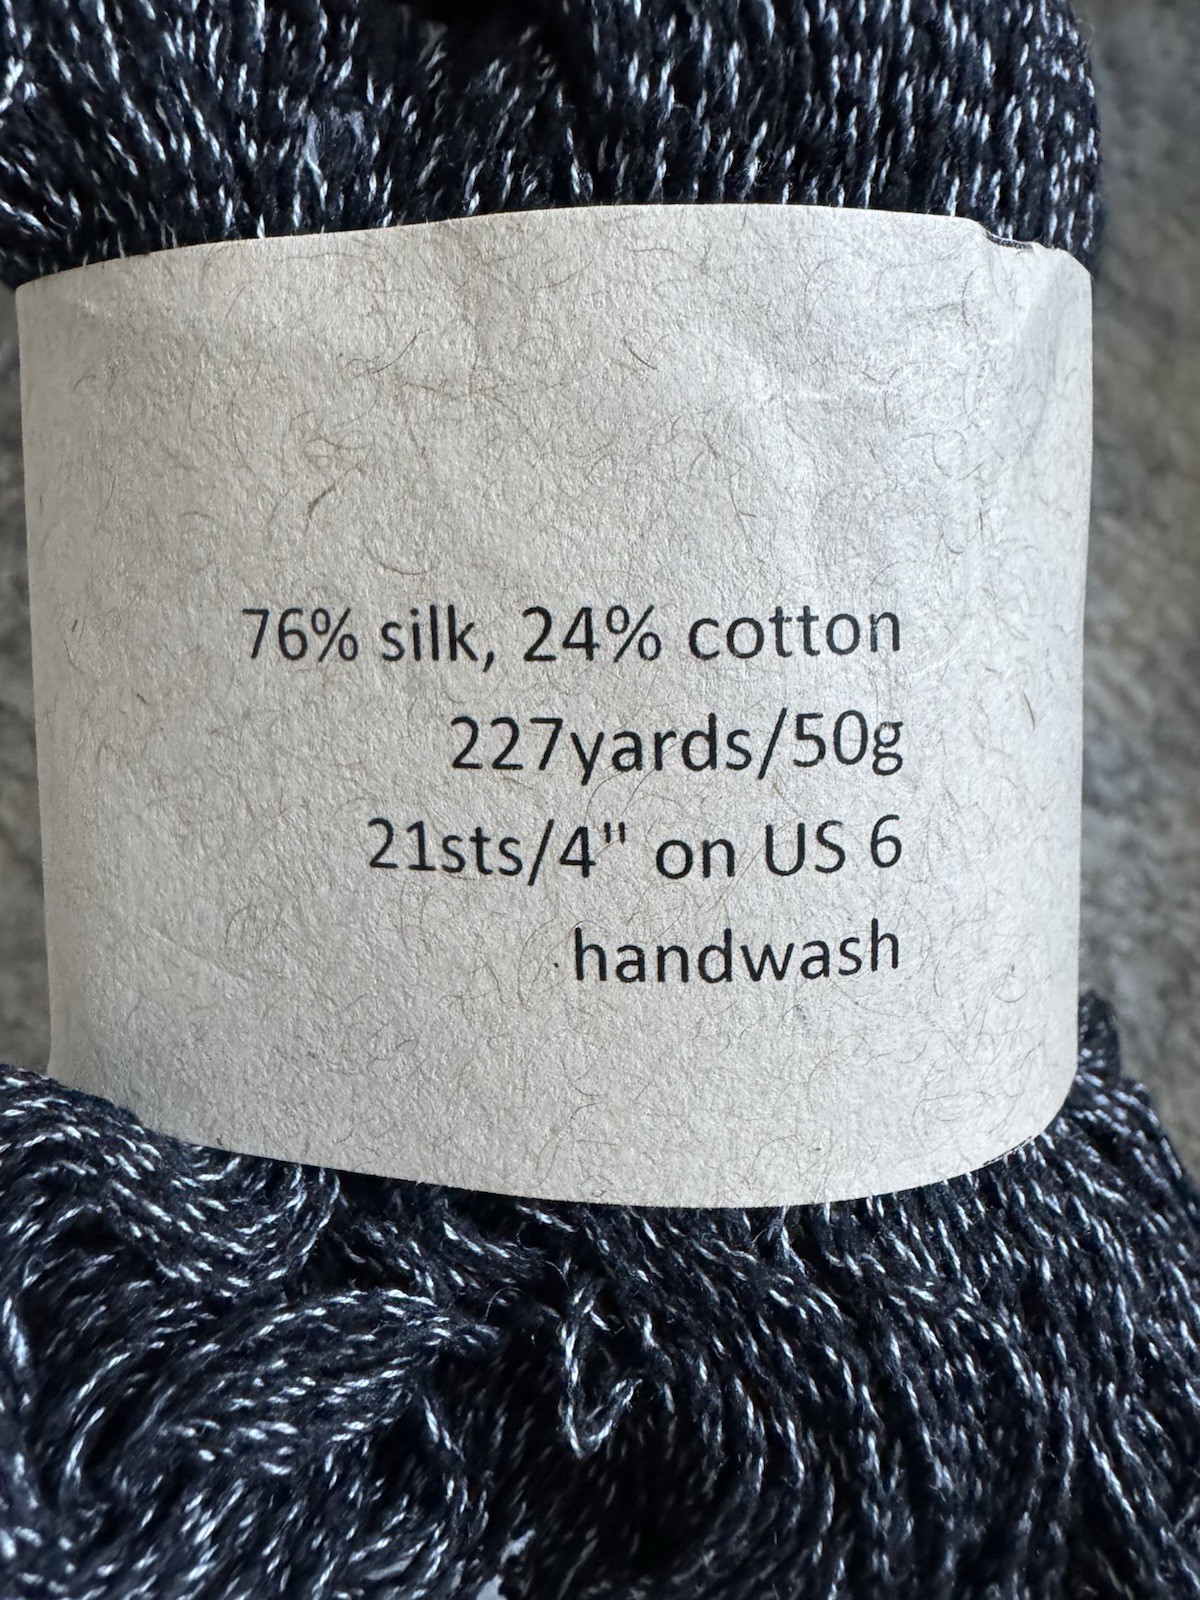 76% silk, 24% cotton
227yards/50g
21sts/4" on US 6
handwash